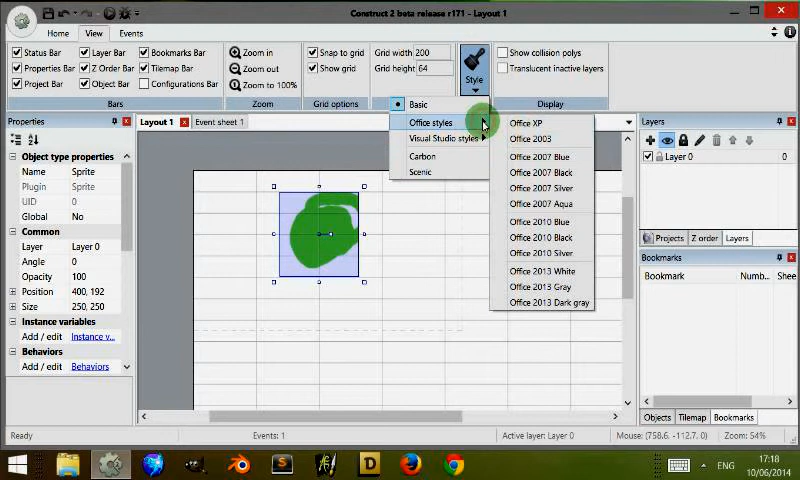 Construct 2 beta release r171 - Layout 1
Home View Events
Status Bar Layer Bar Bookmarks Bar
Properties Bar Z Order Bar Tilemap Bar
Project Bar Object Bar Configurations Bar
Bars
Zoom in
Zoom out
Zoom to 100%
Zoom
Snap to grid
Show grid
Grid width 200
Grid height 64
Grid options
Style
Show collision polys
Translucent inactive layers
Display
Basic
Office styles
Visual Studio styles
Carbon
Scenic
Office XP
Office 2003
Office 2007 Blue
Office 2007 Black
Office 2007 Silver
Office 2007 Aqua
Office 2010 Blue
Office 2010 Black
Office 2010 Silver
Office 2013 White
Office 2013 Gray
Office 2013 Dark gray
Properties
Object type properties
Name Sprite
Plugin Sprite
UID 0
Global No
Common
Layer Layer 0
Angle 0
Opacity 100
Position 400, 192
Size 250, 250
Instance variables
Add / edit Instance v...
Behaviors
Add / edit Behaviors
Layout 1 Event sheet 1
Layers
Layer 0 0
Projects Z order Layers
Bookmarks
Bookmark Numb... Shee
Objects Tilemap Bookmarks
Ready Events: 1 Active layer: Layer 0 Mouse: (758.6, -112.7, 0) Zoom: 54%
S D
ENG
17:18
10/06/2014